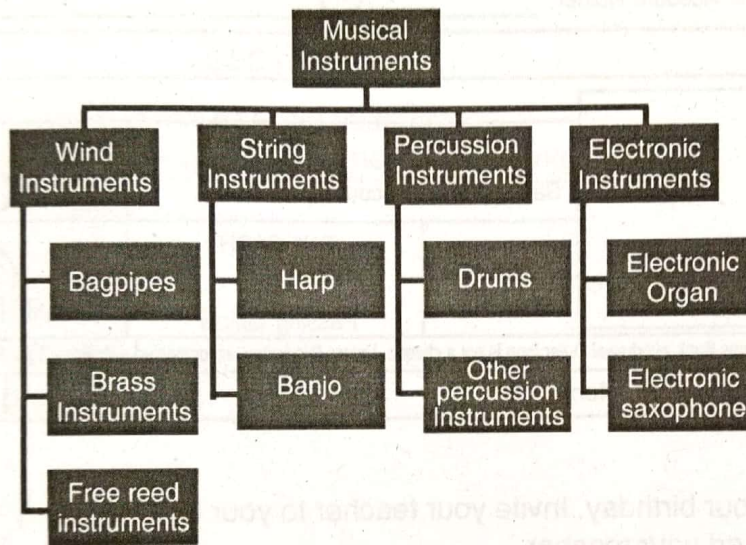 Musical
Instruments
Wind
Instruments
String
Instruments
Percussion
Instruments
Electronic
Instruments
Bagpipes
Harp
Drums
Electronic
Organ
Brass
Instruments
Banjo
Other
percussion
Instruments
Electronic
saxophone
Free reed
instruments